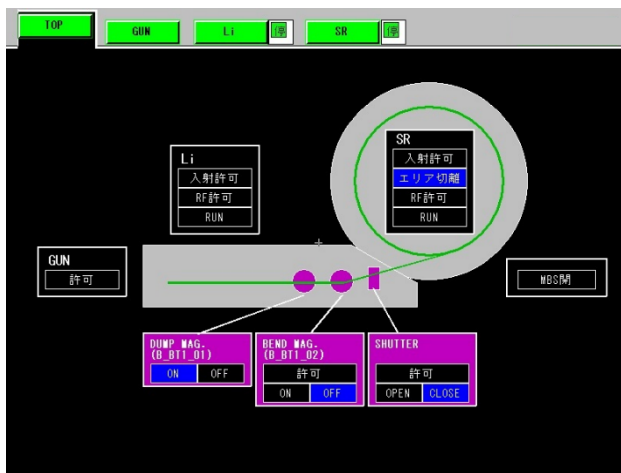 TOP
GUN
Li
停
SR
停
SR
入射許可
エリア切離
RF許可
RUN
Li
入射許可
RF許可
RUN
GUN
許可
MBS開
DUMP MAG.
(B_BT1_01)
ON OFF
BEND MAG.
(B_BT1_02)
許可
ON OFF
SHUTTER
許可
OPEN CLOSE